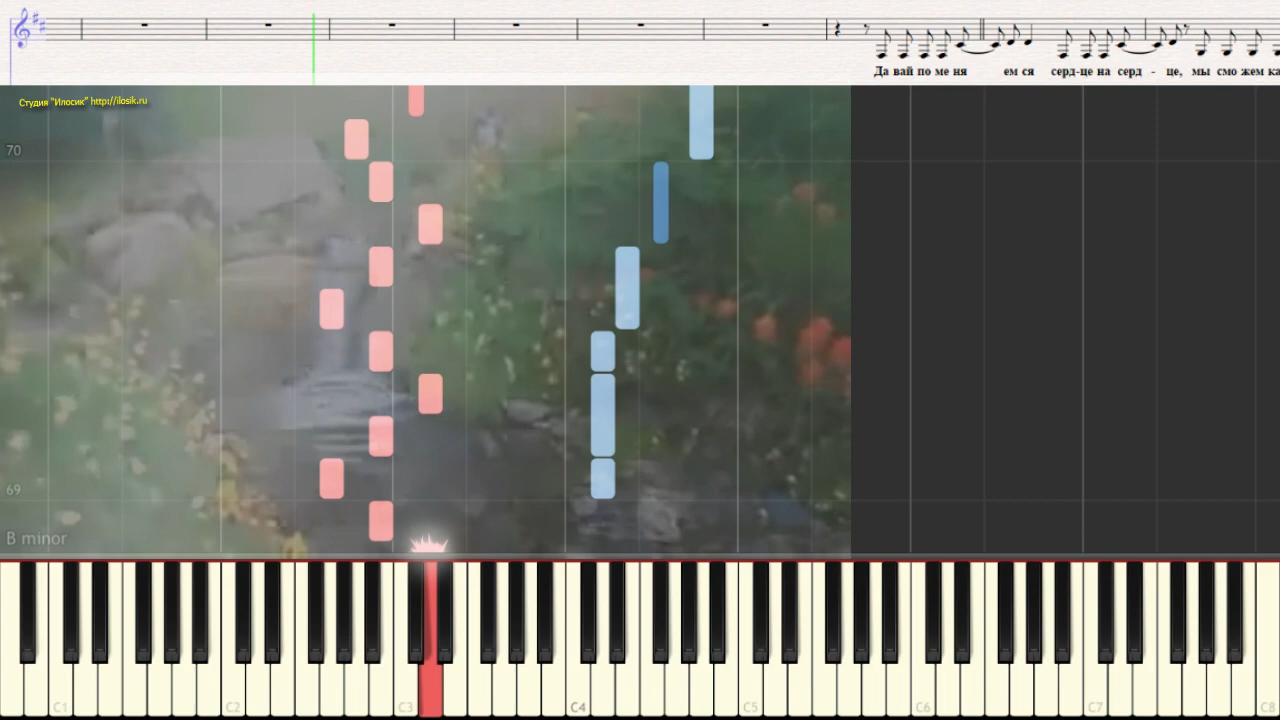 Да вай по ме ня ем ся серд-це на серд - це, мы смо жем ка
Студия "Илосик" http://ilosik.ru
70
69
B minor
C1 C2 C3 C4 C5 C6 C7 C8